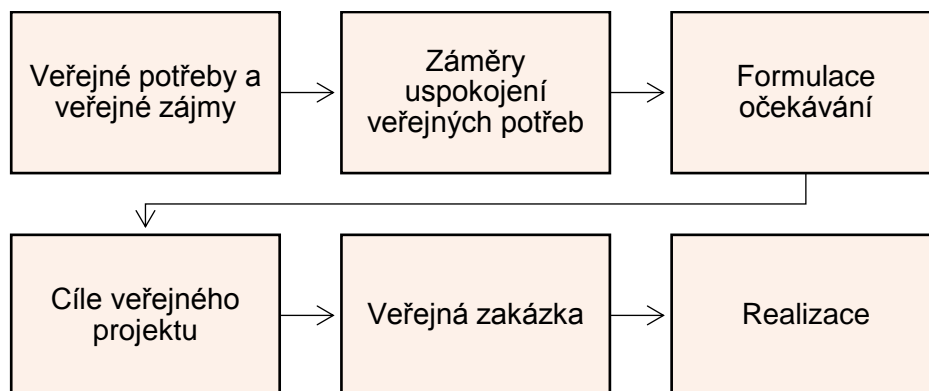 Veřejné potřeby a
veřejné zájmy
Záměry
uspokojení
veřejných potřeb
Formulace
očekávání
Cíle veřejného
projektu
Veřejná zakázka
Realizace